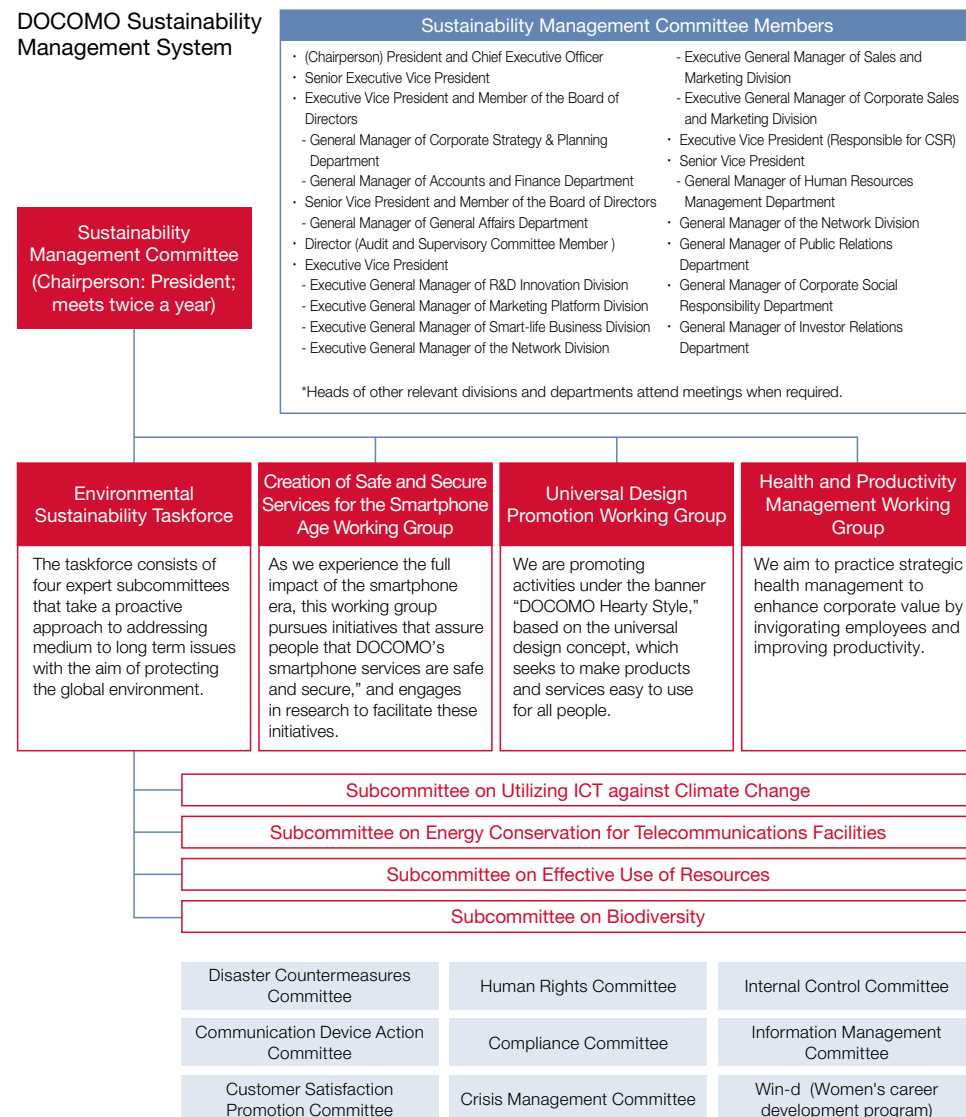 DOCOMO Sustainability
Management System
Sustainability Management Committee Members
・ (Chairperson) President and Chief Executive Officer
・ Senior Executive Vice President
・ Executive Vice President and Member of the Board of
Directors
- General Manager of Corporate Strategy & Planning
Department
- General Manager of Accounts and Finance Department
・ Senior Vice President and Member of the Board of Directors
- General Manager of General Affairs Department
・ Director (Audit and Supervisory Committee Member )
・ Executive Vice President
- Executive General Manager of R&D Innovation Division
- Executive General Manager of Marketing Platform Division
- Executive General Manager of Smart-life Business Division
- Executive General Manager of the Network Division
- Executive General Manager of Sales and
Marketing Division
- Executive General Manager of Corporate Sales
and Marketing Division
・ Executive Vice President (Responsible for CSR)
・ Senior Vice President
- General Manager of Human Resources
Management Department
・ General Manager of the Network Division
・ General Manager of Public Relations
Department
・ General Manager of Corporate Social
Responsibility Department
・ General Manager of Investor Relations
Department
*Heads of other relevant divisions and departments attend meetings when required.
Sustainability
Management Committee
(Chairperson: President;
meets twice a year)
Environmental
Sustainability Taskforce
The taskforce consists of
four expert subcommittees
that take a proactive
approach to addressing
medium to long term issues
with the aim of protecting
the global environment.
Creation of Safe and Secure
Services for the Smartphone
Age Working Group
As we experience the full
impact of the smartphone
era, this working group
pursues initiatives that assure
people that DOCOMO's
smartphone services are safe
and secure,” and engages
in research to facilitate these
initiatives.
Universal Design
Promotion Working Group
We are promoting
activities under the banner
“DOCOMO Hearty Style,”
based on the universal
design concept, which
seeks to make products
and services easy to use
for all people.
Health and Productivity
Management Working
Group
We aim to practice strategic
health management to
enhance corporate value by
invigorating employees and
improving productivity.
Subcommittee on Utilizing ICT against Climate Change
Subcommittee on Energy Conservation for Telecommunications Facilities
Subcommittee on Effective Use of Resources
Subcommittee on Biodiversity
Disaster Countermeasures
Committee
Human Rights Committee
Internal Control Committee
Communication Device Action
Committee
Compliance Committee
Information Management
Committee
Customer Satisfaction
Promotion Committee
Crisis Management Committee
Win-d (Women's career
development program)